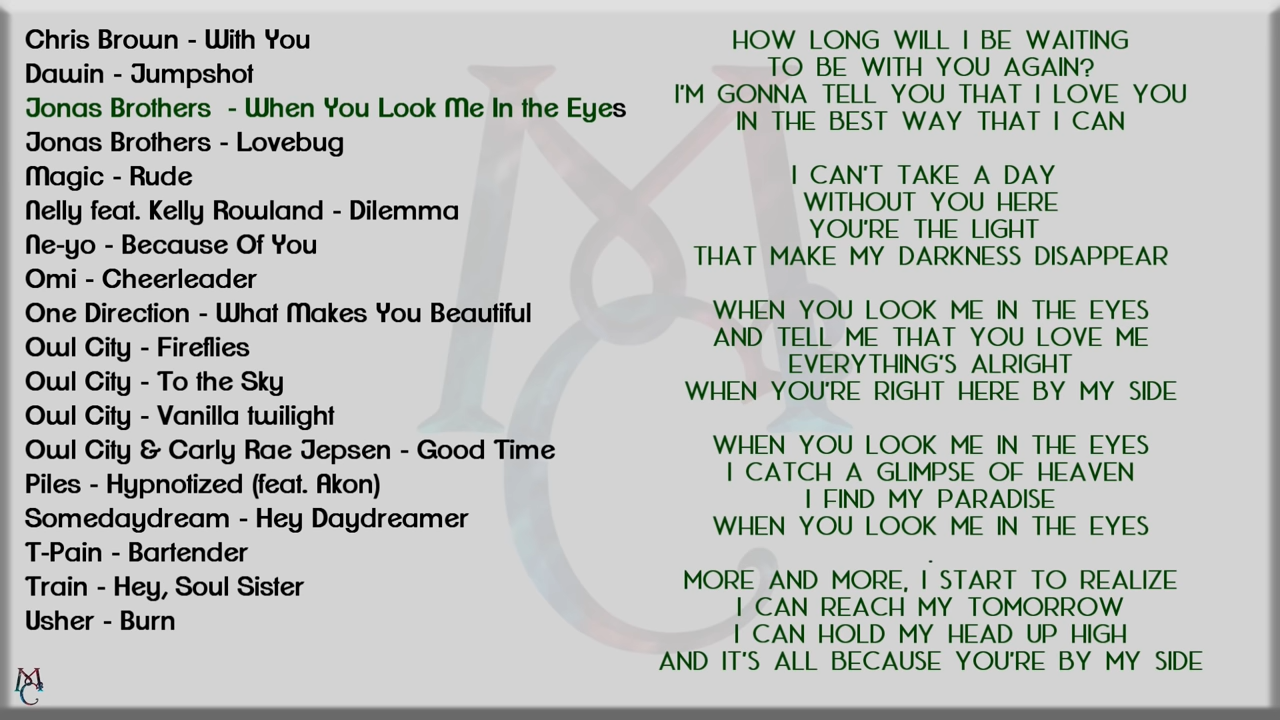 Chris Brown - With You
Dawin - Jumpshot
Jonas Brothers  - When You Look Me In the Eyes
Jonas Brothers - Lovebug
Magic - Rude
Nelly feat. Kelly Rowland - Dilemma
Ne-yo - Because Of You
Omi - Cheerleader
One Direction - What Makes You Beautiful
Owl City - Fireflies
Owl City - To the Sky
Owl City - Vanilla twilight
Owl City & Carly Rae Jepsen - Good Time
Piles - Hypnotized (feat. Akon)
Somedaydream - Hey Daydreamer
T-Pain - Bartender
Train - Hey, Soul Sister
Usher - Burn
HOW LONG WILL I BE WAITING
TO BE WITH YOU AGAIN?
I'M GONNA TELL YOU THAT I LOVE YOU
IN THE BEST WAY THAT I CAN
I CAN'T TAKE A DAY
WITHOUT YOU HERE
YOU'RE THE LIGHT
THAT MAKE MY DARKNESS DISAPPEAR
WHEN YOU LOOK ME IN THE EYES
AND TELL ME THAT YOU LOVE ME
EVERYTHING'S ALRIGHT
WHEN YOU'RE RIGHT HERE BY MY SIDE
WHEN YOU LOOK ME IN THE EYES
I CATCH A GLIMPSE OF HEAVEN
I FIND MY PARADISE
WHEN YOU LOOK ME IN THE EYES
.
MORE AND MORE, I START TO REALIZE
I CAN REACH MY TOMORROW
I CAN HOLD MY HEAD UP HIGH
AND IT'S ALL BECAUSE YOU'RE BY MY SIDE
MC